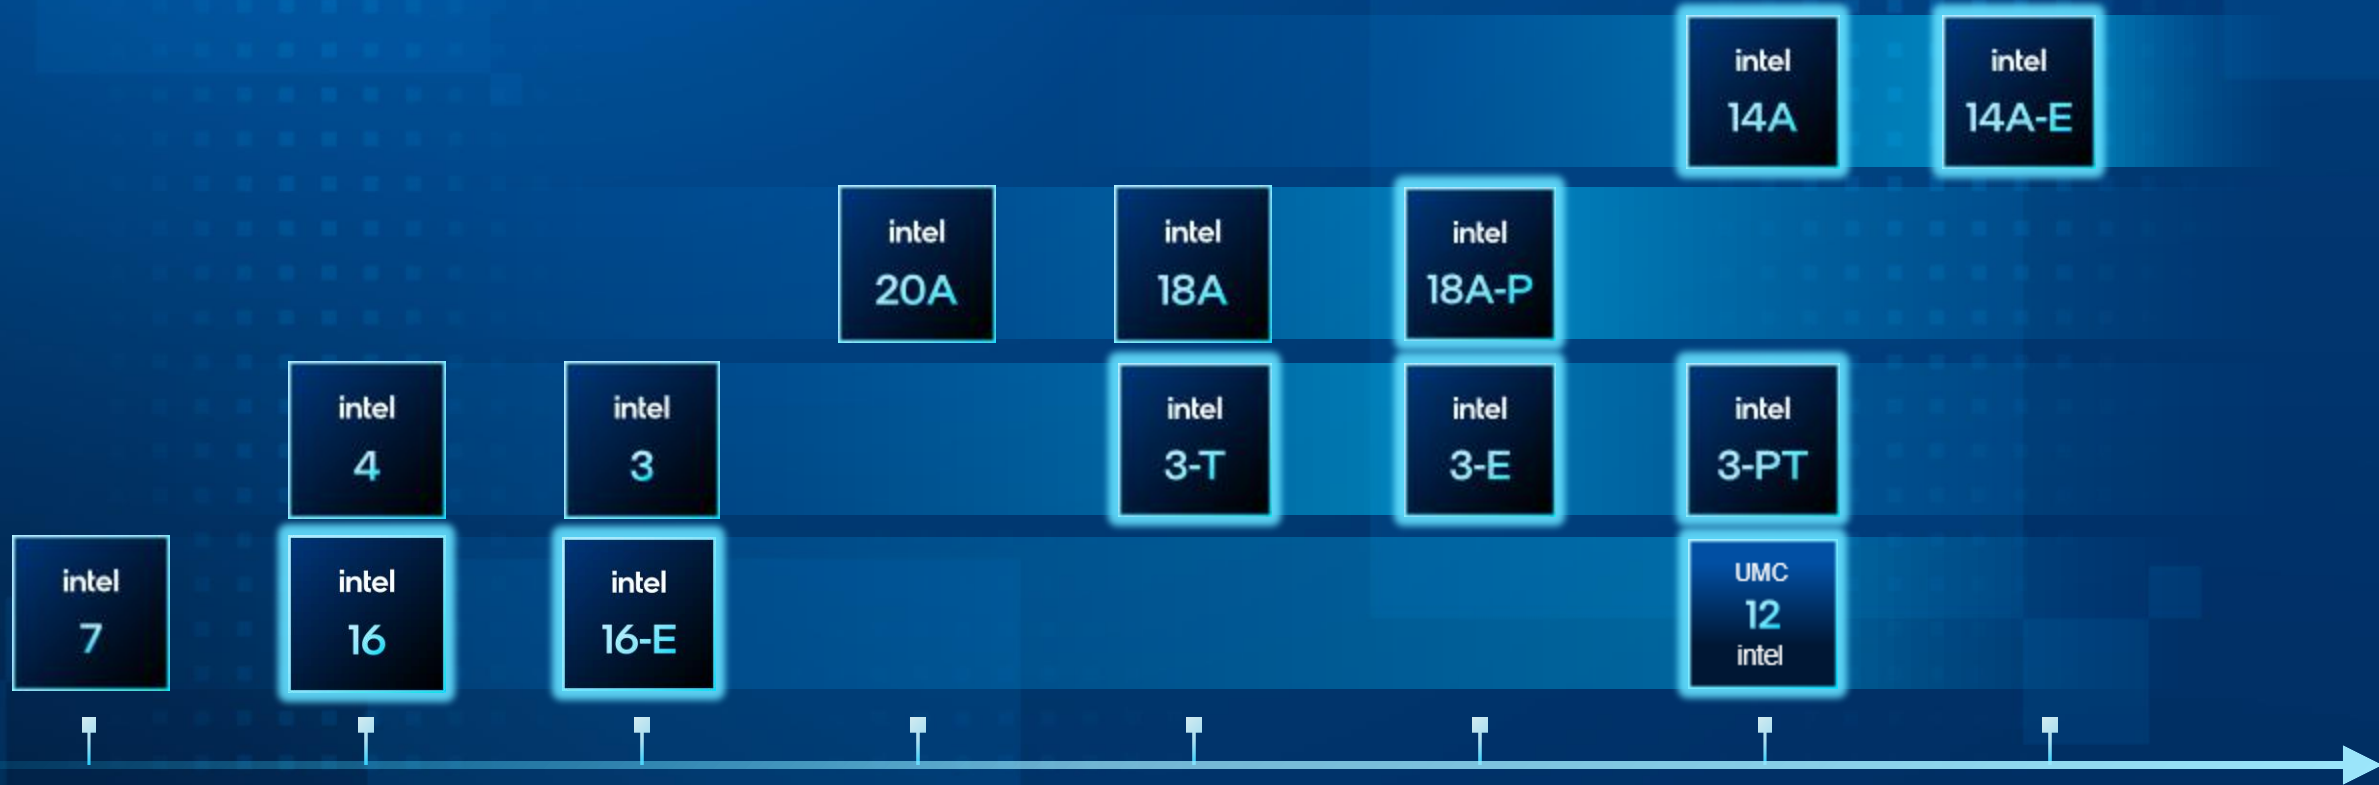 intel
14A
intel
14A-E
intel
20A
intel
18A
intel
18A-P
intel
4
intel
3
intel
3-T
intel
3-E
intel
3-PT
intel
7
intel
16
intel
16-E
UMC
12
intel